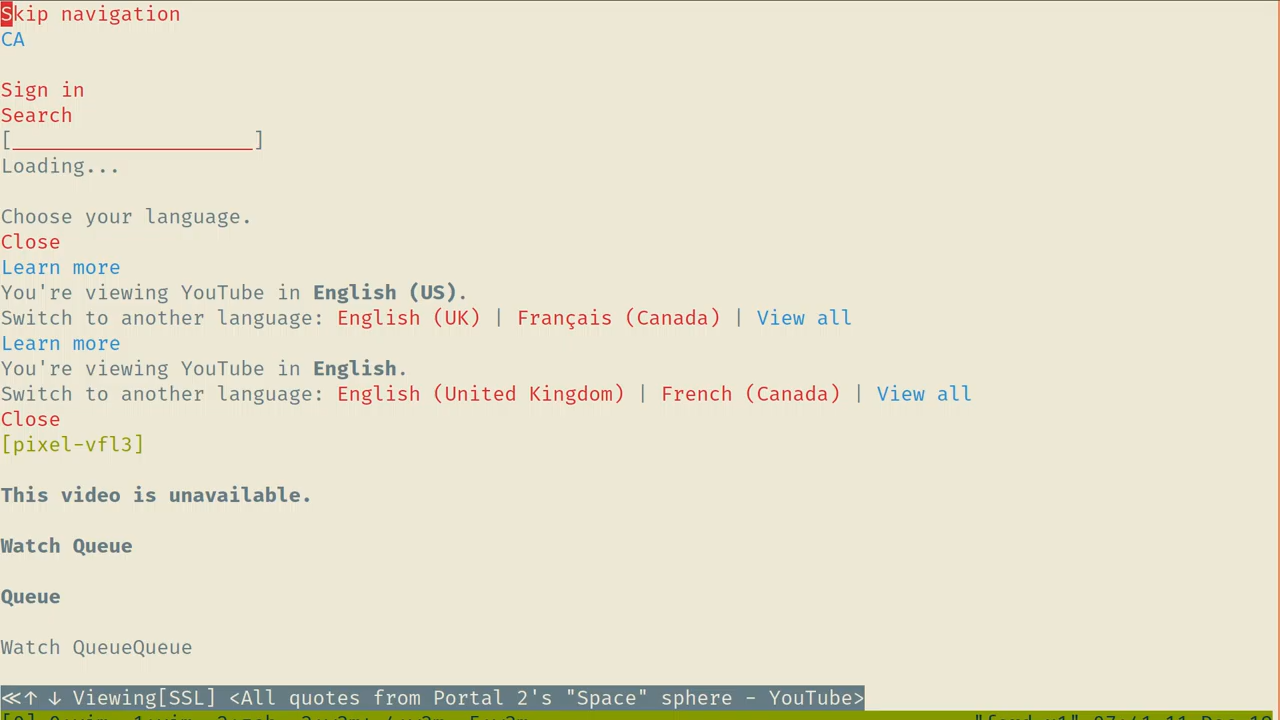 Skip navigation
CA
Sign in
Search
[____________________]
Loading...
Choose your language.
Close
Learn more
You're viewing YouTube in English (US).
Switch to another language: English (UK) | Français (Canada) | View all
Learn more
You're viewing YouTube in English.
Switch to another language: English (United Kingdom) | French (Canada) | View all
Close
[pixel-vfl3]
This video is unavailable.
Watch Queue
Queue
Watch QueueQueue
≪↑ ↓ Viewing[SSL] <All quotes from Portal 2's "Space" sphere - YouTube>